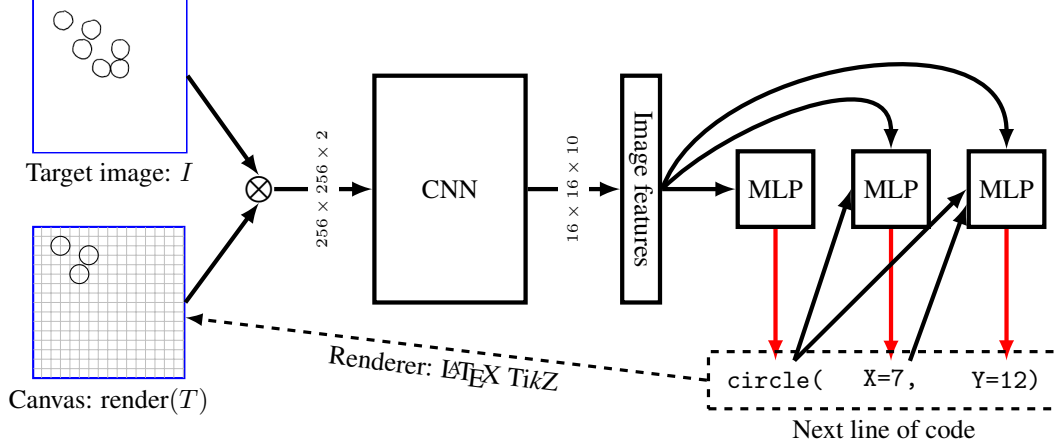 Target image: I
Canvas: render(T)
⊗
256 × 256 × 2
CNN
16 × 16 × 10
Image features
MLP
MLP
MLP
Renderer: LATEX TikZ
circle( X=7, Y=12)
Next line of code